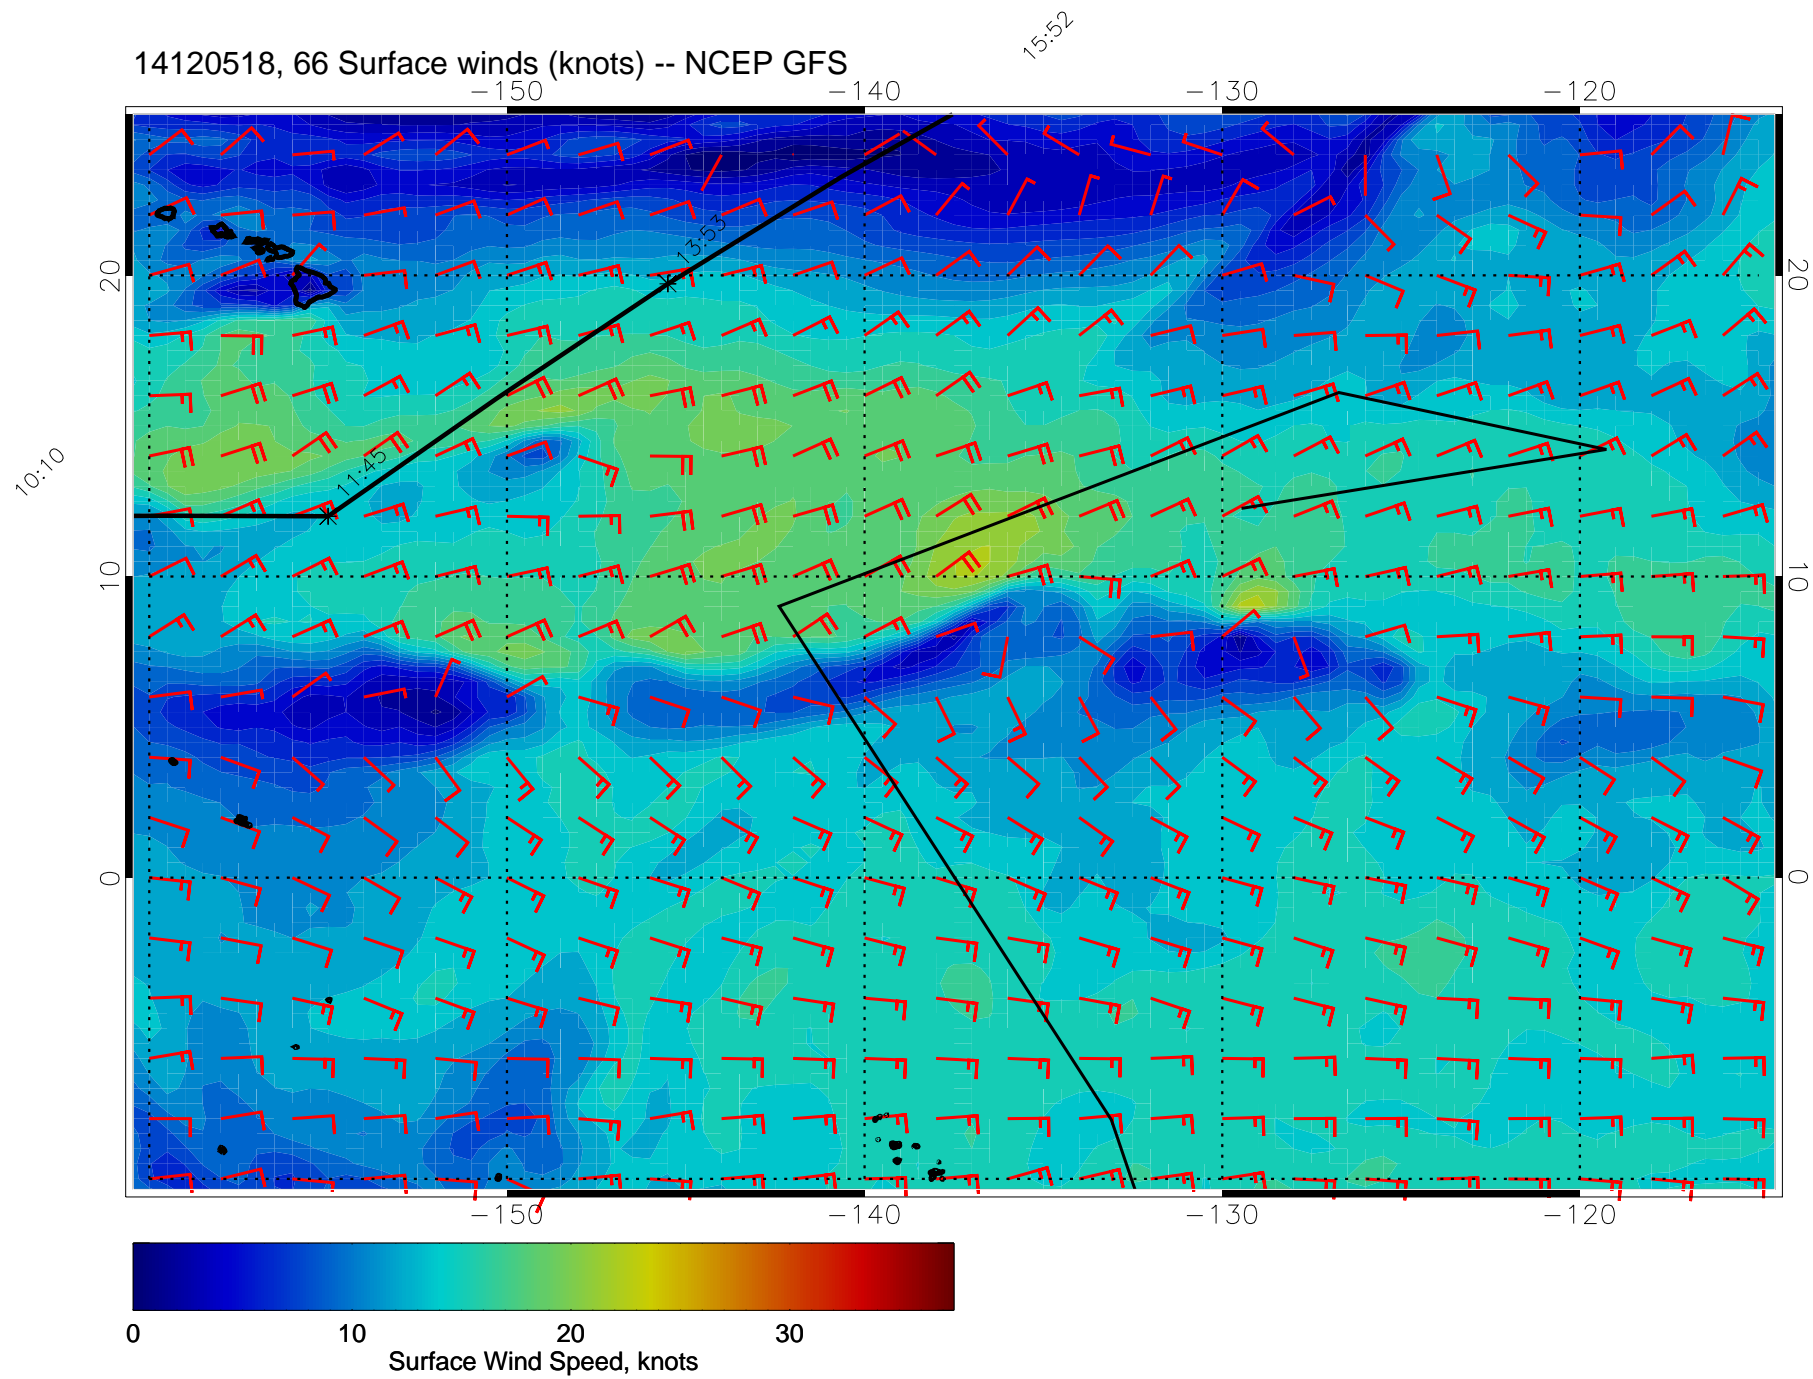 15:52
14120518, 66 Surface winds (knots) -- NCEP GFS
-150 -140 -130 -120
13:53
20 20
11:45
10:10
10 10
0 0
-150 -140 -130 -120
0 10 20 30
Surface Wind Speed, knots